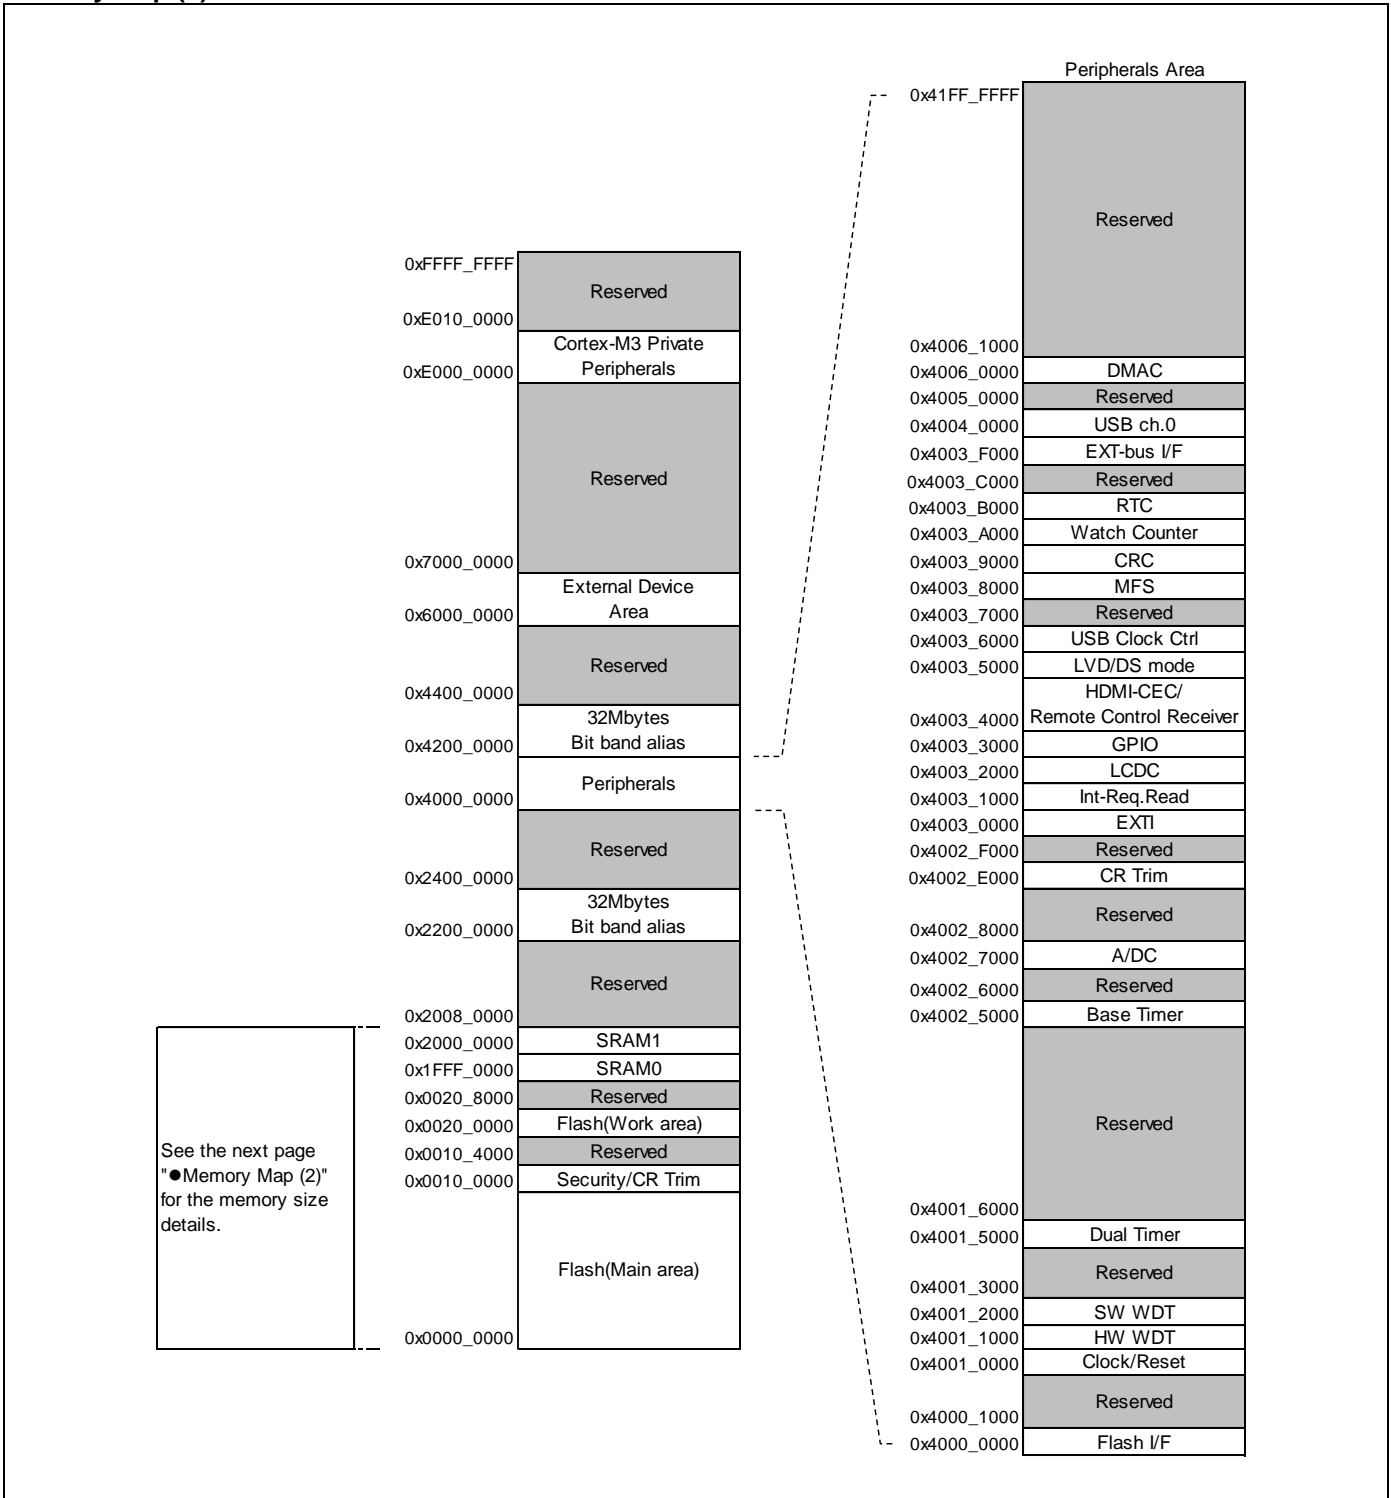 Peripherals Area
0x41FF_FFFF
Reserved
0x4006_1000
0x4006_0000 DMAC
0x4005_0000 Reserved
0x4004_0000 USB ch.0
0x4003_F000 EXT-bus I/F
0x4003_C000 Reserved
0x4003_B000 RTC
0x4003_A000 Watch Counter
0x4003_9000 CRC
0x4003_8000 MFS
0x4003_7000 Reserved
0x4003_6000 USB Clock Ctrl
0x4003_5000 LVD/DS mode
HDMI-CEC/
0x4003_4000 Remote Control Receiver
0x4003_3000 GPIO
0x4003_2000 LCDC
0x4003_1000 Int-Req.Read
0x4003_0000 EXTI
0x4002_F000 Reserved
0x4002_E000 CR Trim
Reserved
0x4002_8000
0x4002_7000 A/DC
0x4002_6000 Reserved
0x4002_5000 Base Timer
Reserved
0x4001_6000
0x4001_5000 Dual Timer
Reserved
0x4001_3000
0x4001_2000 SW WDT
0x4001_1000 HW WDT
0x4001_0000 Clock/Reset
Reserved
0x4000_1000
0x4000_0000 Flash I/F
0xFFFF_FFFF
Reserved
0xE010_0000
Cortex-M3 Private
0xE000_0000 Peripherals
Reserved
0x7000_0000
External Device
0x6000_0000 Area
Reserved
0x4400_0000
32Mbytes
0x4200_0000 Bit band alias
Peripherals
0x4000_0000
Reserved
0x2400_0000
32Mbytes
0x2200_0000 Bit band alias
Reserved
0x2008_0000
0x2000_0000 SRAM1
0x1FFF_0000 SRAM0
0x0020_8000 Reserved
0x0020_0000 Flash(Work area)
0x0010_4000 Reserved
0x0010_0000 Security/CR Trim
Flash(Main area)
0x0000_0000
See the next page
"●Memory Map (2)"
for the memory size
details.